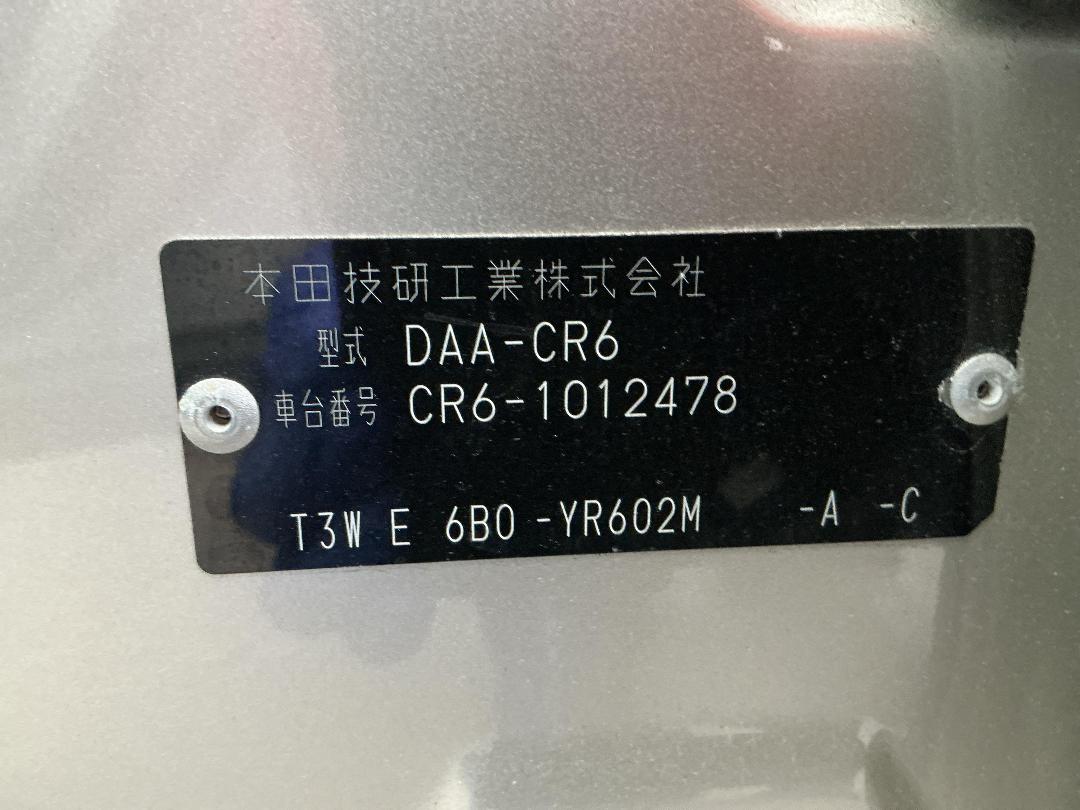 本田技研工業株式会社
型式 DAA-CR6
車台番号 CR6-1012478
T3W E 6B0 -YR602M -A -C